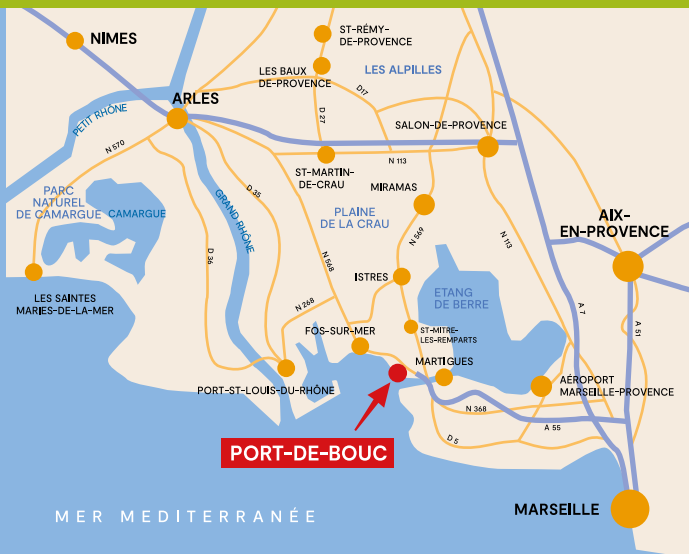 NIMES
ST-RÉMY-
DE-PROVENCE
LES BAUX
DE-PROVENCE
LES ALPILLES
D17
ARLES
PETIT RHÔNE
D 27
SALON-DE-PROVENCE
N 570
N 113
ST-MARTIN-
DE-CRAU
MIRAMAS
PARC
NATUREL
DE CAMARGUE
CAMARGUE
GRAND RHÔNE
D 35
PLAINE
DE LA CRAU
AIX-
EN-PROVENCE
N 569
N 113
D 36
N 568
ISTRES
LES SAINTES
MARIES-DE-LA-MER
ETANG
DE BERRE
N 268
A 7
A 51
FOS-SUR-MER
ST-MITRE-
LES-REMPARTS
MARTIGUES
PORT-ST-LOUIS-DU-RHÔNE
AÉROPORT
MARSEILLE-PROVENCE
N 368
A 55
D 5
PORT-DE-BOUC
MER MEDITERRANÉE
MARSEILLE